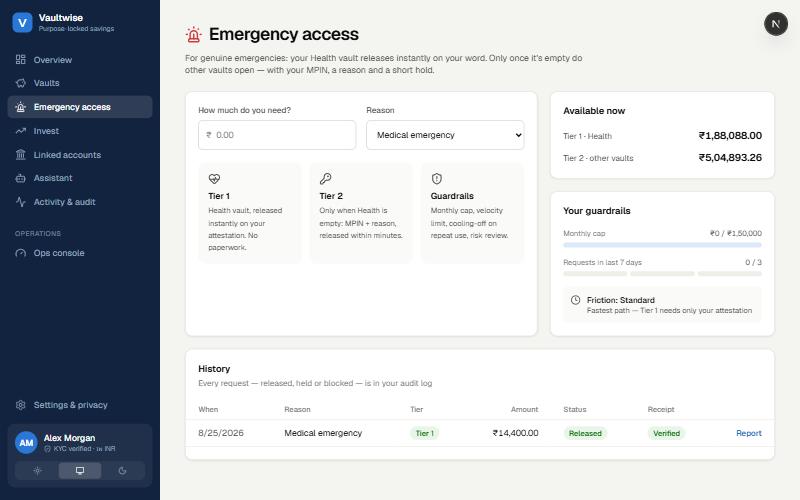 V
Vaultwise
Purpose-locked savings
Overview
Vaults
Emergency access
Invest
Linked accounts
Assistant
Activity & audit
OPERATIONS
Ops console
Settings & privacy
AM
Alex Morgan
KYC verified · IN INR
N
Emergency access
For genuine emergencies: your Health vault releases instantly on your word. Only once it's empty do
other vaults open — with your MPIN, a reason and a short hold.
How much do you need?
₹ 0.00
Reason
Medical emergency
Tier 1
Health vault, released
instantly on your
attestation. No
paperwork.
Tier 2
Only when Health is
empty: MPIN + reason,
released within minutes.
Guardrails
Monthly cap, velocity
limit, cooling-off on
repeat use, risk review.
Available now
Tier 1 · Health ₹1,88,088.00
Tier 2 · other vaults ₹5,04,893.26
Your guardrails
Monthly cap ₹0 / ₹1,50,000
Requests in last 7 days 0 / 3
Friction: Standard
Fastest path — Tier 1 needs only your attestation
History
Every request — released, held or blocked — is in your audit log
When Reason Tier Amount Status Receipt
8/25/2026 Medical emergency Tier 1 ₹14,400.00 Released Verified Report